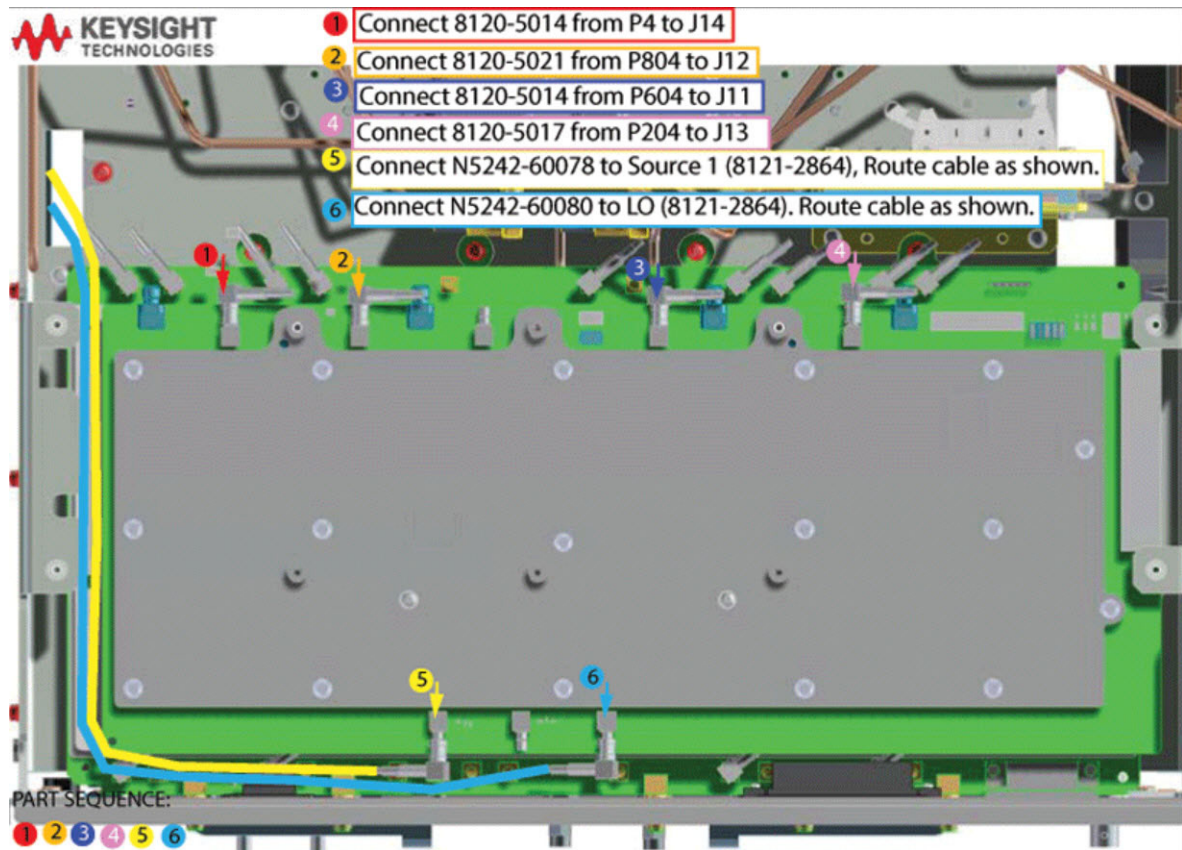 KEYSIGHT
TECHNOLOGIES
1 Connect 8120-5014 from P4 to J14
2 Connect 8120-5021 from P804 to J12
3 Connect 8120-5014 from P604 to J11
4 Connect 8120-5017 from P204 to J13
5 Connect N5242-60078 to Source 1 (8121-2864), Route cable as shown.
6 Connect N5242-60080 to LO (8121-2864). Route cable as shown.
1 2 3 4
5 6
PART SEQUENCE:
1 2 3 4 5 6